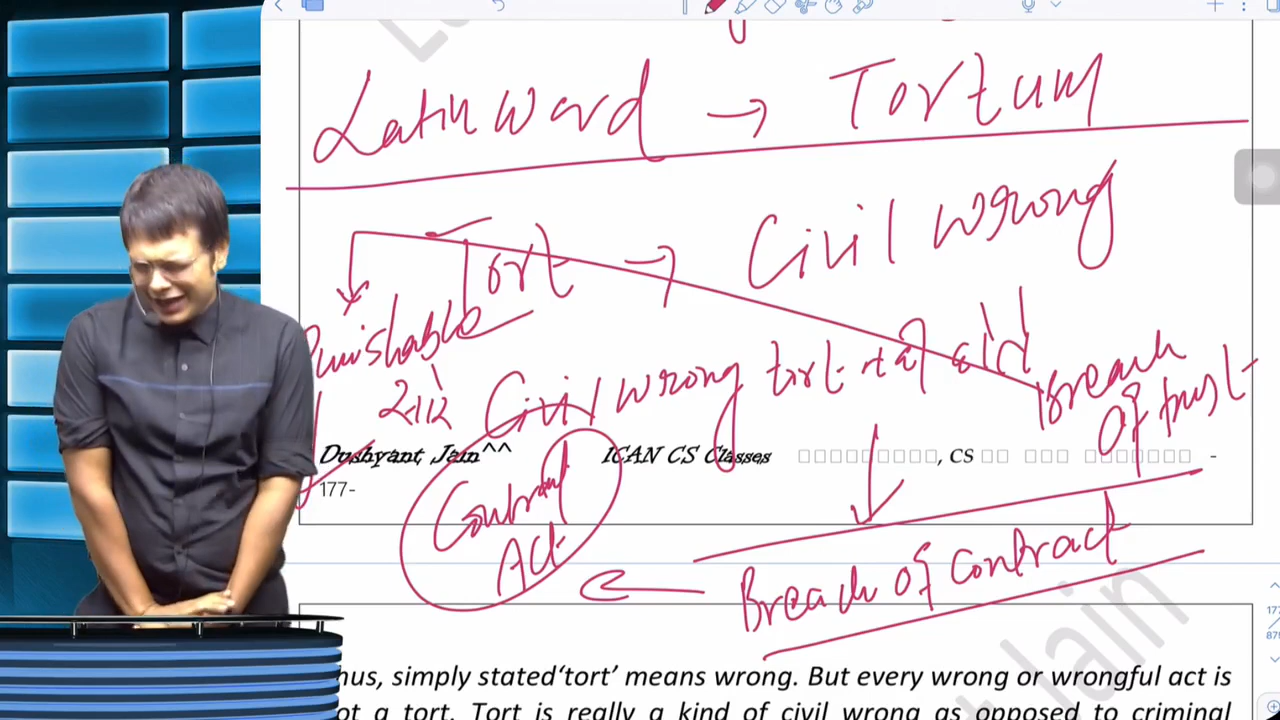 Latin word → Tortum
Tort → Civil wrong
Punishable
Civil wrong tort
Breach
of trust
Dushyant Jain^^ ICAN CS Classes □□□□□□□□□□, CS □□ □□□ □□□□□□□ -
177-
Contract
Act
← Breach of contract
Jain
hus, simply stated‘tort’ means wrong. But every wrong or wrongful act is
ot a tort. Tort is really a kind of civil wrong as opposed to criminal